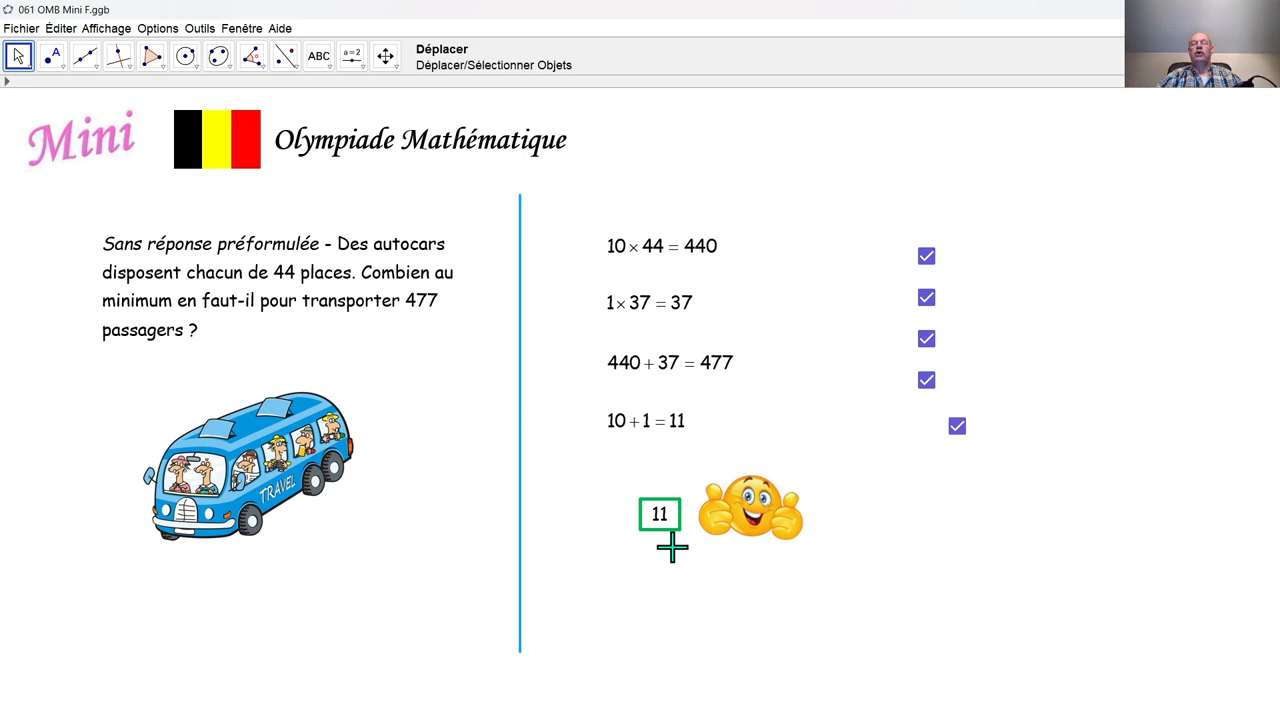 061 OMB Mini F.ggb
Fichier Éditer Affichage Options Outils Fenêtre Aide
A
ABC
a=2
Déplacer
Déplacer/Sélectionner Objets
Mini
Olympiade Mathématique
Sans réponse préformulée - Des autocars
disposent chacun de 44 places. Combien au
minimum en faut-il pour transporter 477
passagers ?
TRAVEL
10 × 44 = 440
1 × 37 = 37
440 + 37 = 477
10 + 1 = 11
11